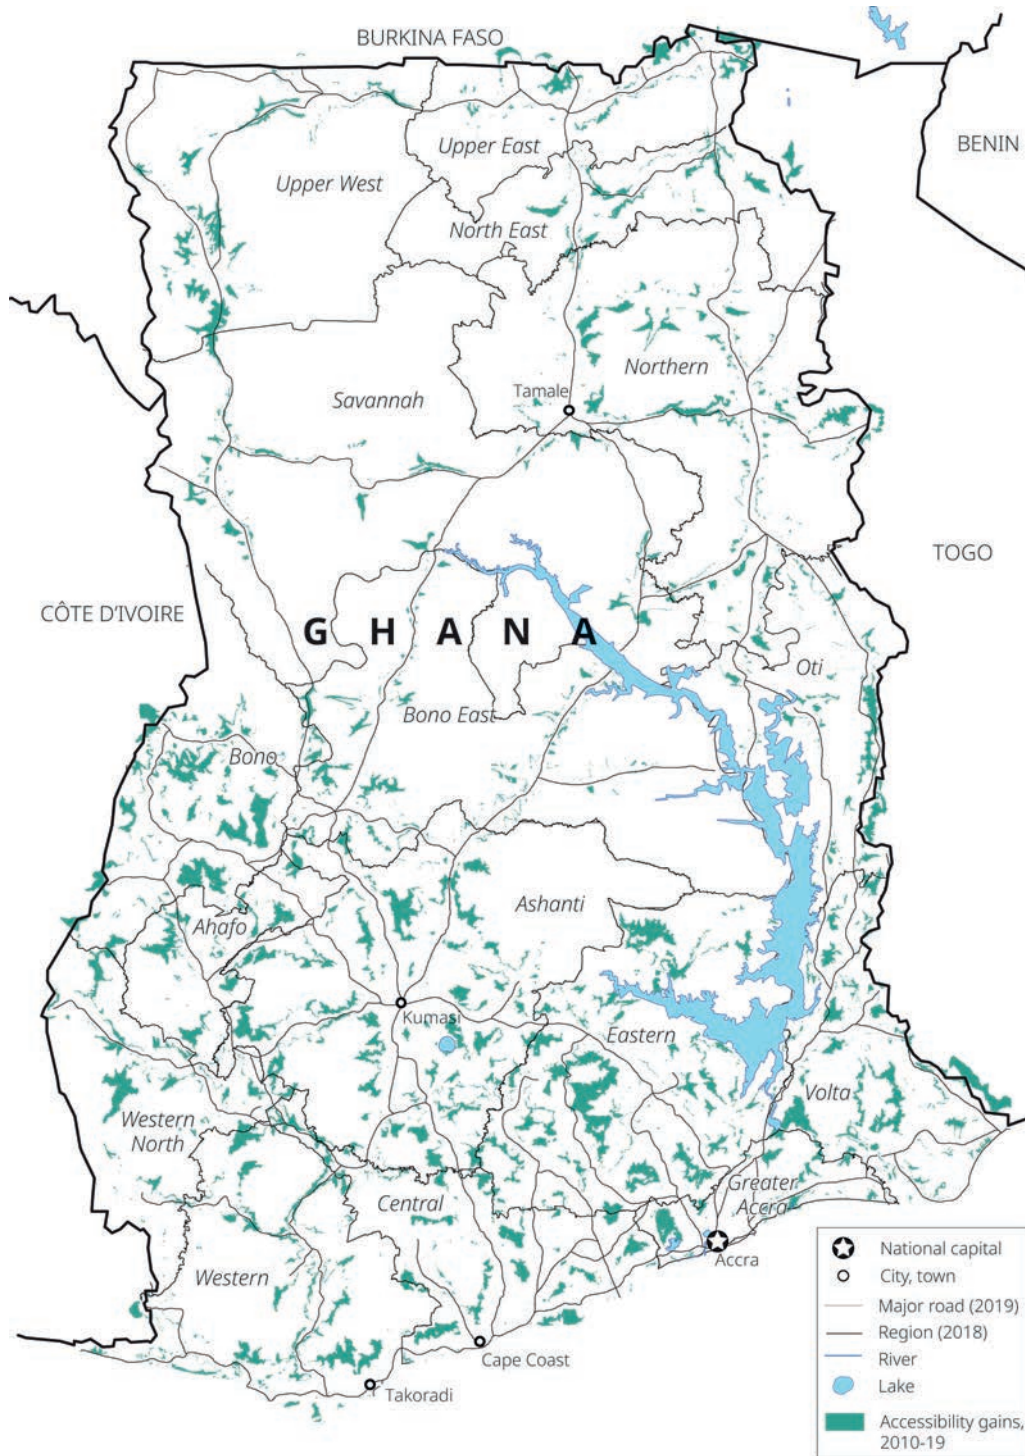 BURKINA FASO
BENIN
Upper East
Upper West
North East
Northern
Savannah
Tamale
TOGO
CÔTE D'IVOIRE
G H A N A
Oti
Bono East
Bono
Ashanti
Ahafo
Kumasi
Eastern
Volta
Western
North
Greater
Accra
Central
Western
Accra
Cape Coast
Takoradi
National capital
City, town
Major road (2019)
Region (2018)
River
Lake
Accessibility gains,
2010-19